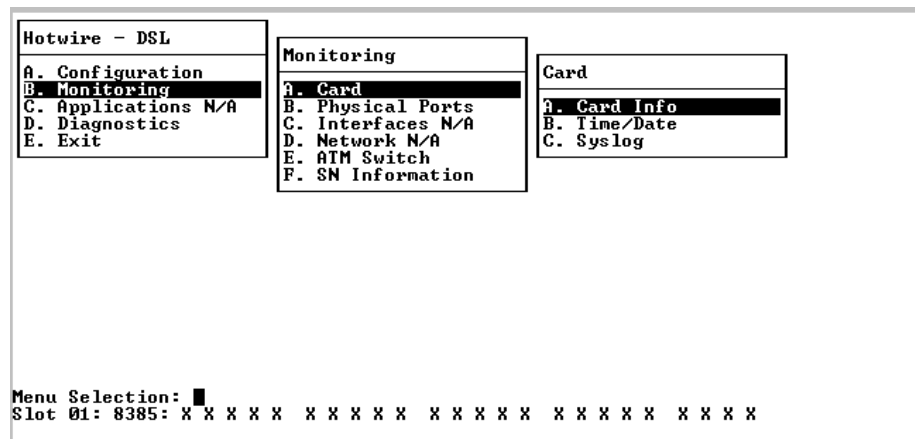 Hotwire - DSL
A. Configuration
B. Monitoring
C. Applications N/A
D. Diagnostics
E. Exit
Monitoring
A. Card
B. Physical Ports
C. Interfaces N/A
D. Network N/A
E. ATM Switch
F. SN Information
Card
A. Card Info
B. Time/Date
C. Syslog
Menu Selection:
Slot 01: 8385: X X X X X  X X X X X  X X X X X  X X X X X  X X X X